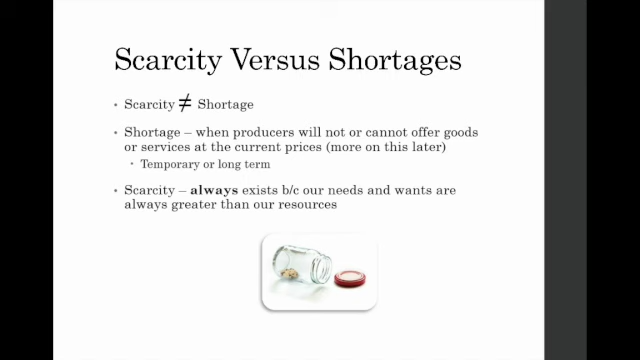 Scarcity Versus Shortages
• Scarcity ≠ Shortage
• Shortage – when producers will not or cannot offer goods
or services at the current prices (more on this later)
• Temporary or long term
• Scarcity – always exists b/c our needs and wants are
always greater than our resources